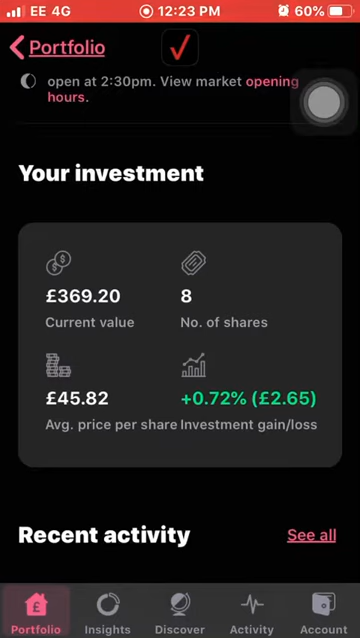 EE 4G 12:23 PM 60%
Portfolio
open at 2:30pm. View market opening
hours.
Your investment
£369.20 8
Current value No. of shares
£45.82 +0.72% (£2.65)
Avg. price per share Investment gain/loss
Recent activity See all
£
Portfolio Insights Discover Activity Account